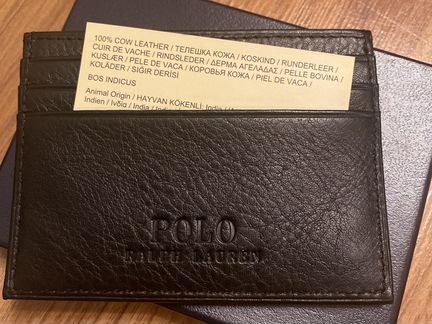 100% COW LEATHER / ТЕЛЕШКА КОЖА / KOSKIND / RUNDERLEER /
CUIR DE VACHE / RINDSLEDER / ΔΕΡΜΑ ΑΓΕΛΑΔΑΣ / PELLE BOVINA /
KUSLÆR / PELE DE VACA / КОРОВЬЯ КОЖА / PIEL DE VACA /
KOLÄDER / SIĞIR DERİSİ
BOS INDICUS
Animal Origin / HAYVAN KÖKENLİ: India /
Indien / Ινδία / India /
POLO
RALPH LAUREN